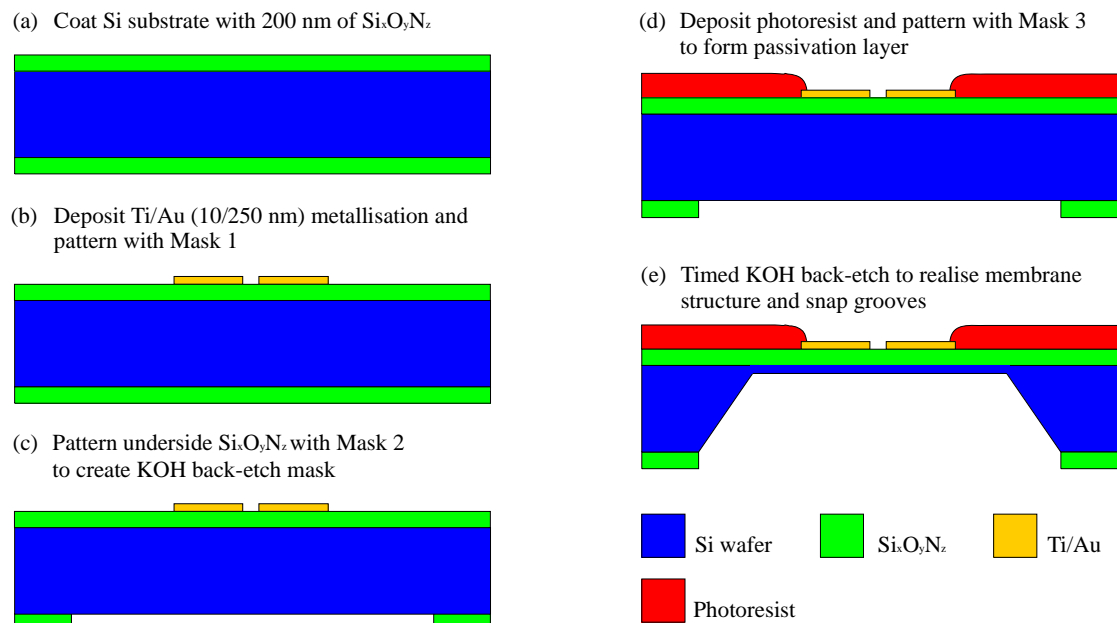 (a) Coat Si substrate with 200 nm of SiₓOᵧN₂
(b) Deposit Ti/Au (10/250 nm) metallisation and
pattern with Mask 1
(c) Pattern underside SiₓOᵧN₂ with Mask 2
to create KOH back-etch mask
(d) Deposit photoresist and pattern with Mask 3
to form passivation layer
(e) Timed KOH back-etch to realise membrane
structure and snap grooves
Si wafer
SiₓOᵧN₂
Ti/Au
Photoresist